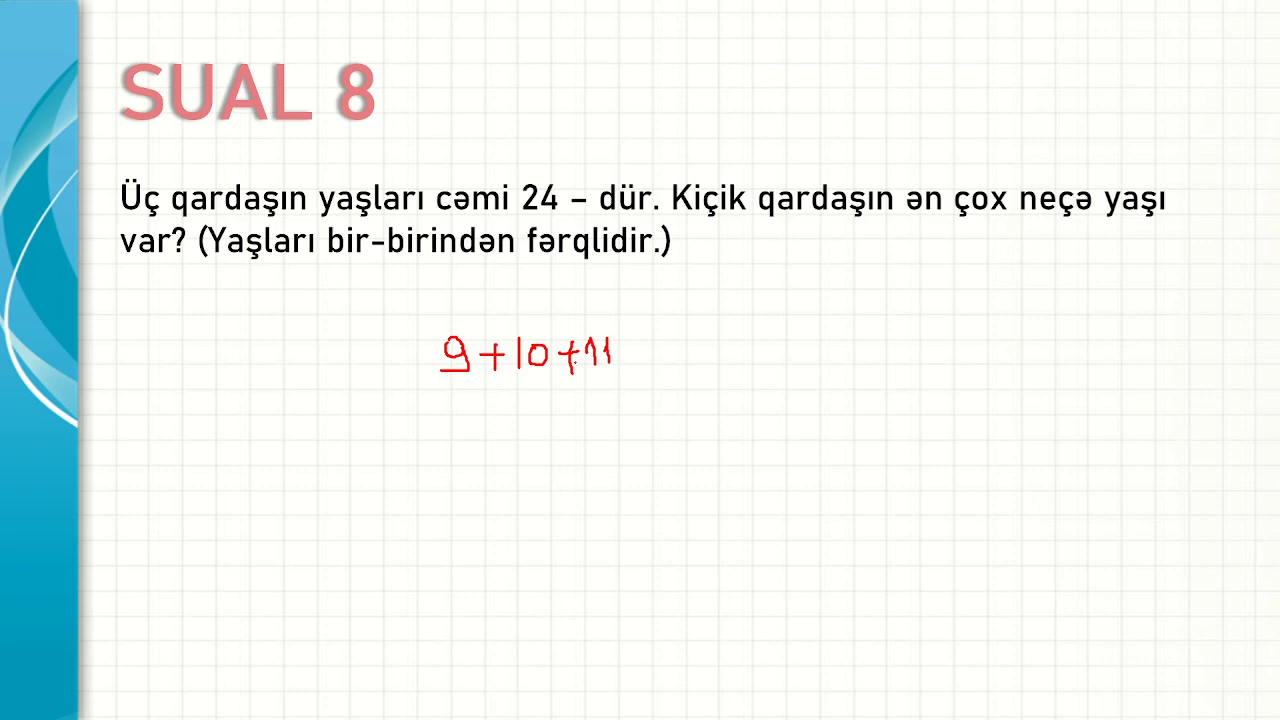 SUAL 8
Üç qardaşın yaşları cəmi 24 – dür. Kiçik qardaşın ən çox neçə yaşı
var? (Yaşları bir-birindən fərqlidir.)
9+10+11